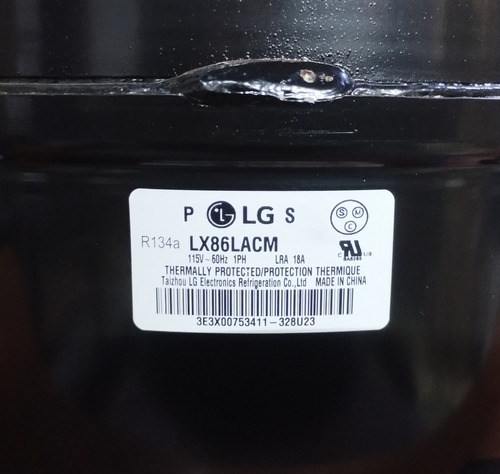 P LG S
R134a LX86LACM
115V~60Hz 1PH LRA 18A
THERMALLY PROTECTED/PROTECTION THERMIQUE
Taizhou LG Electronics Refrigeration Co.,Ltd MADE IN CHINA
3E3X00753411-328U23